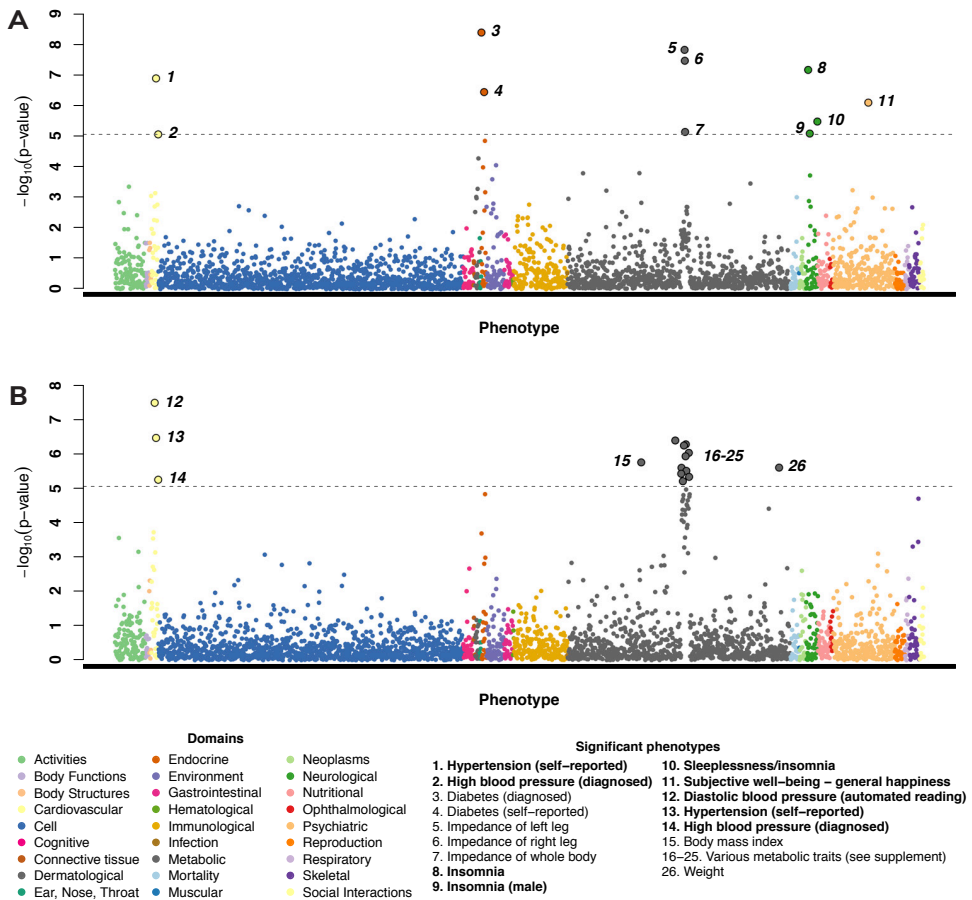 A
−log10(p−value)
9
8
7
6
5
4
3
2
1
0
1
2
3
4
5
6
7
8
9
10
11
Phenotype
B
−log10(p−value)
8
7
6
5
4
3
2
1
0
12
13
14
15
16-25
26
Phenotype
Domains
Activities
Body Functions
Body Structures
Cardiovascular
Cell
Cognitive
Connective tissue
Dermatological
Ear, Nose, Throat
Endocrine
Environment
Gastrointestinal
Hematological
Immunological
Infection
Metabolic
Mortality
Muscular
Neoplasms
Neurological
Nutritional
Ophthalmological
Psychiatric
Reproduction
Respiratory
Skeletal
Social Interactions
Significant phenotypes
1. Hypertension (self−reported)
2. High blood pressure (diagnosed)
3. Diabetes (diagnosed)
4. Diabetes (self−reported)
5. Impedance of left leg
6. Impedance of right leg
7. Impedance of whole body
8. Insomnia
9. Insomnia (male)
10. Sleeplessness/insomnia
11. Subjective well−being − general happiness
12. Diastolic blood pressure (automated reading)
13. Hypertension (self−reported)
14. High blood pressure (diagnosed)
15. Body mass index
16−25. Various metabolic traits (see supplement)
26. Weight